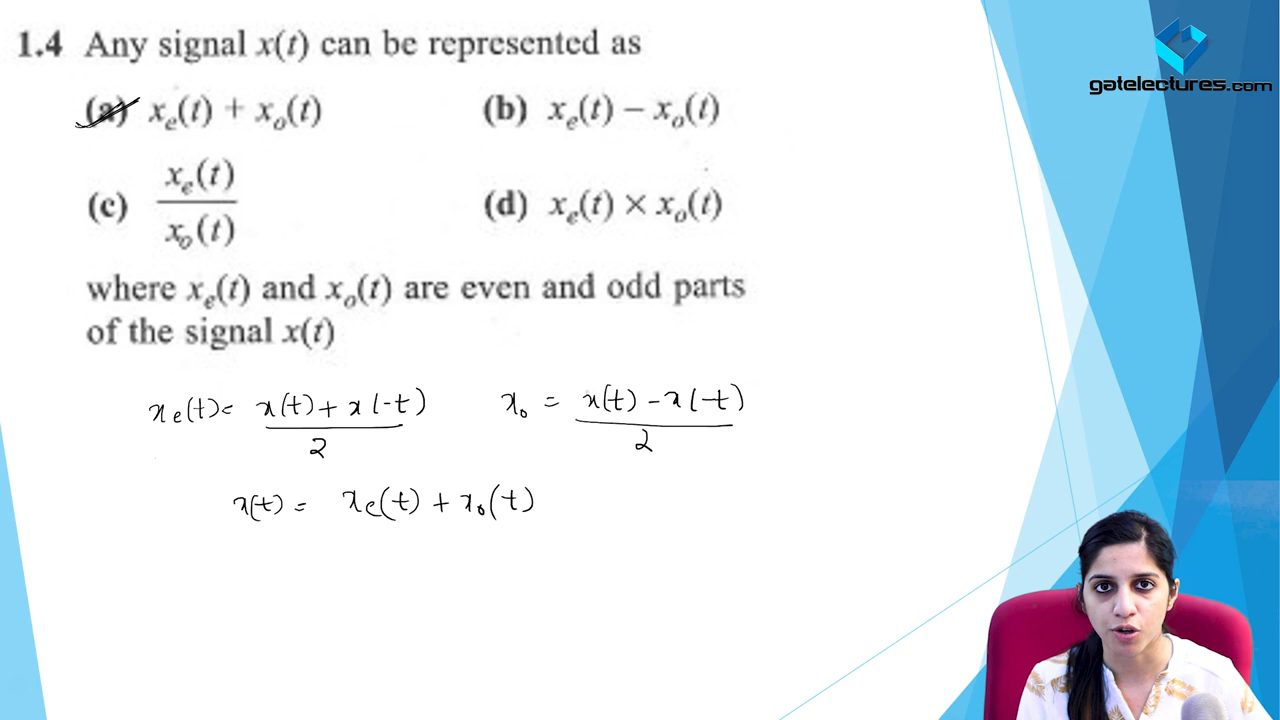 1.4 Any signal x(t) can be represented as
gatelectures.com
(a) xₑ(t) + xₒ(t) (b) xₑ(t) − xₒ(t)
(c) xₑ(t) / xₒ(t) (d) xₑ(t) × xₒ(t)
where xₑ(t) and xₒ(t) are even and odd parts
of the signal x(t)
xₑ(t) = x(t) + x(-t) / 2 xₒ = x(t) - x(-t) / 2
x(t) = xₑ(t) + xₒ(t)